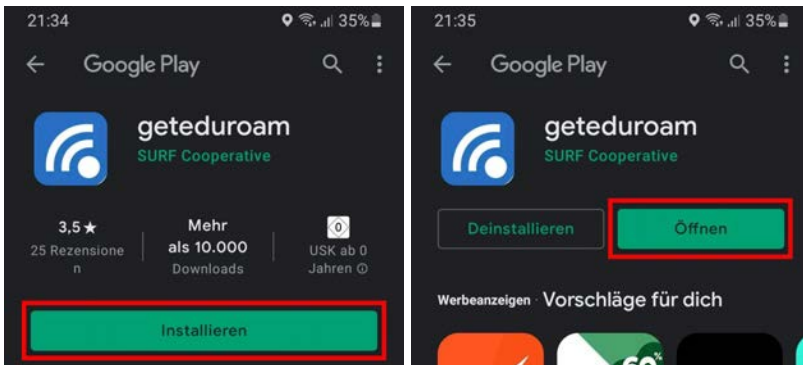 21:34
35%
Google Play
geteduroam
SURF Cooperative
3,5★
25 Rezensione
n
Mehr
als 10.000
Downloads
0
USK ab 0
Jahren
Installieren
21:35
35%
Google Play
geteduroam
SURF Cooperative
Deinstallieren
Öffnen
Werbeanzeigen · Vorschläge für dich
60%